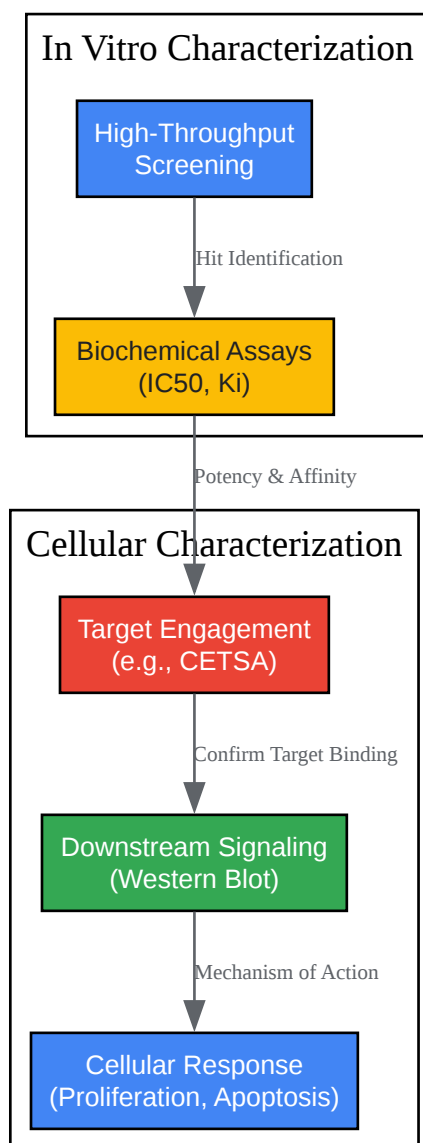 In Vitro Characterization
High-Throughput
Screening
Hit Identification
Biochemical Assays
(IC50, Ki)
Potency & Affinity
Cellular Characterization
Target Engagement
(e.g., CETSA)
Confirm Target Binding
Downstream Signaling
(Western Blot)
Mechanism of Action
Cellular Response
(Proliferation, Apoptosis)